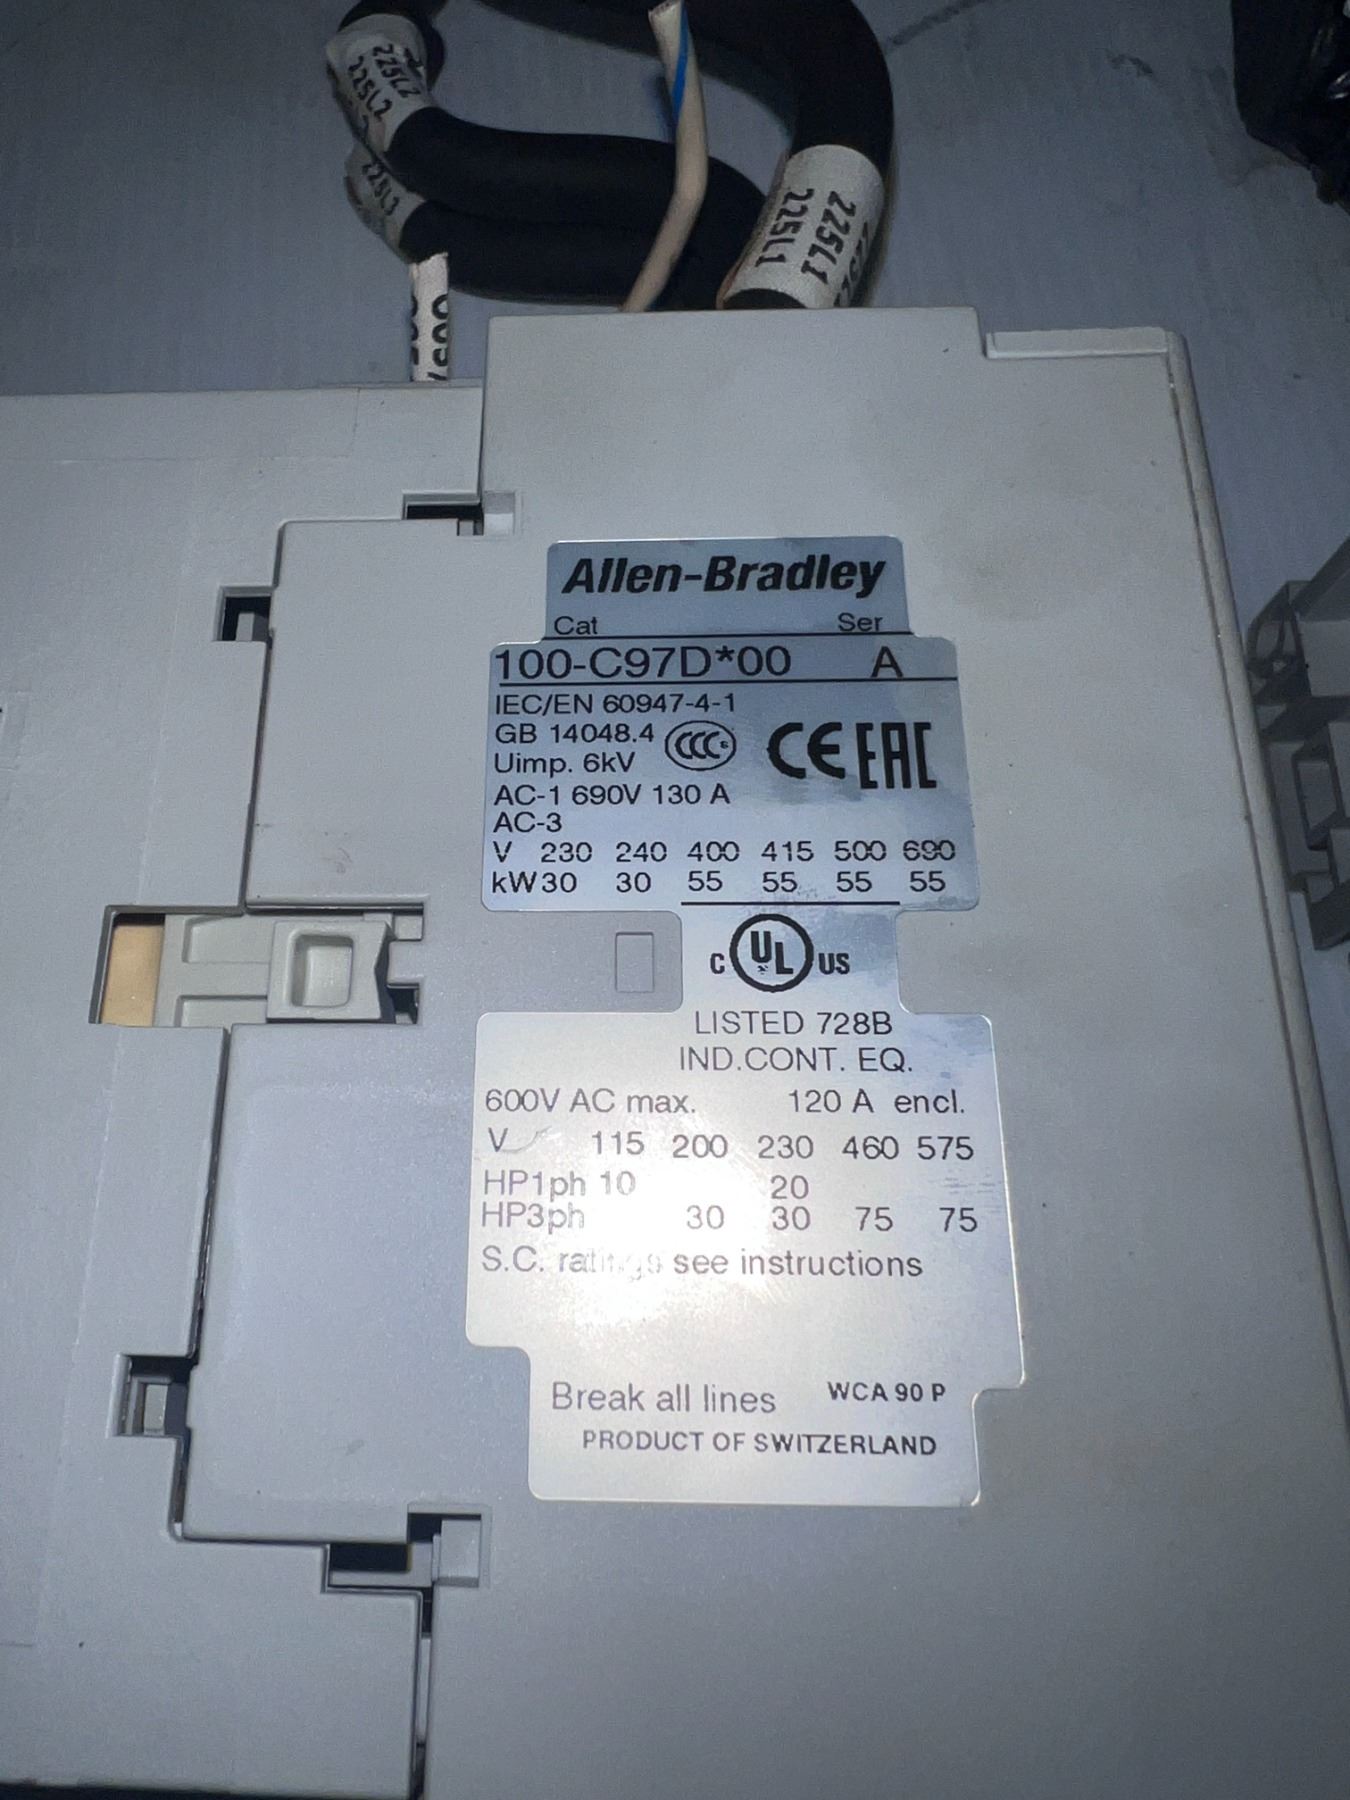 225L2
225L2
225L3
225L1
225L1
Allen-Bradley
Cat Ser
100-C97D*00 A
IEC/EN 60947-4-1
GB 14048.4 CCC S CE EAC
Uimp. 6kV
AC-1 690V 130 A
AC-3
V 230 240 400 415 500 690
kW 30 30 55 55 55 55
C UL US
LISTED 728B
IND.CONT. EQ.
600V AC max. 120 A encl.
V 115 200 230 460 575
HP1ph 10 20
HP3ph 30 30 75 75
S.C. ratings see instructions
Break all lines WCA 90 P
PRODUCT OF SWITZERLAND